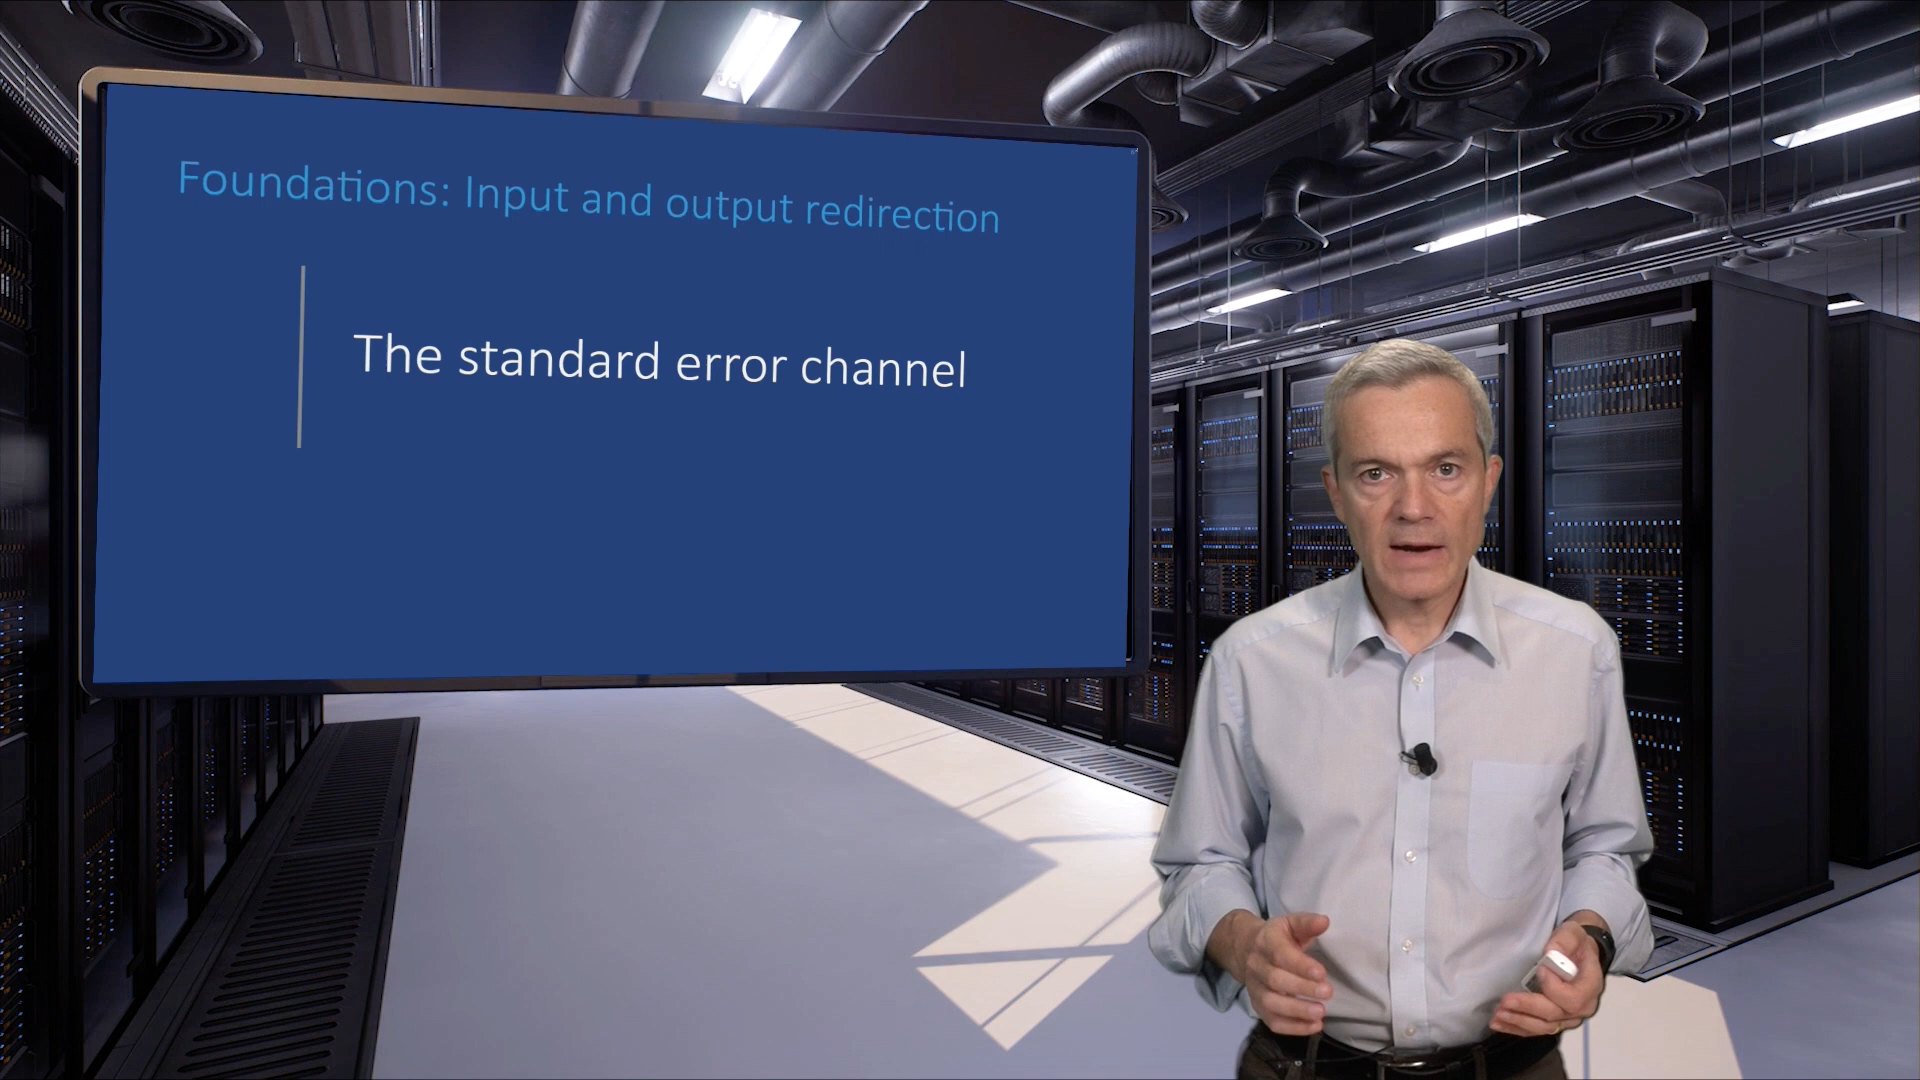 Foundations: Input and output redirection
The standard error channel